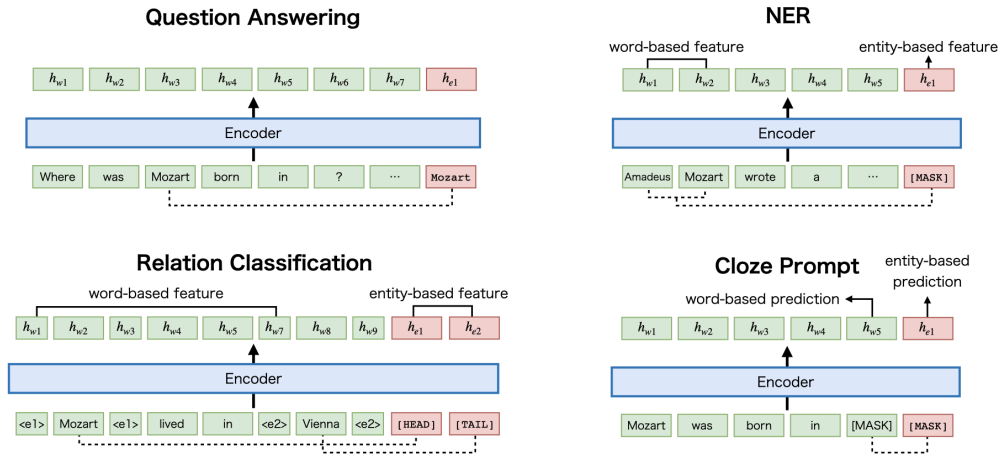 Question Answering
h_w1 h_w2 h_w3 h_w4 h_w5 h_w6 h_w7 h_e1
Encoder
Where was Mozart born in ? … Mozart
NER
word-based feature entity-based feature
h_w1 h_w2 h_w3 h_w4 h_w5 h_e1
Encoder
Amadeus Mozart wrote a … [MASK]
Relation Classification
word-based feature entity-based feature
h_w1 h_w2 h_w3 h_w4 h_w5 h_w7 h_w8 h_w9 h_e1 h_e2
Encoder
<e1> Mozart <e1> lived in <e2> Vienna <e2> [HEAD] [TAIL]
Cloze Prompt
entity-based
prediction
word-based prediction
h_w1 h_w2 h_w3 h_w4 h_w5 h_e1
Encoder
Mozart was born in [MASK] [MASK]